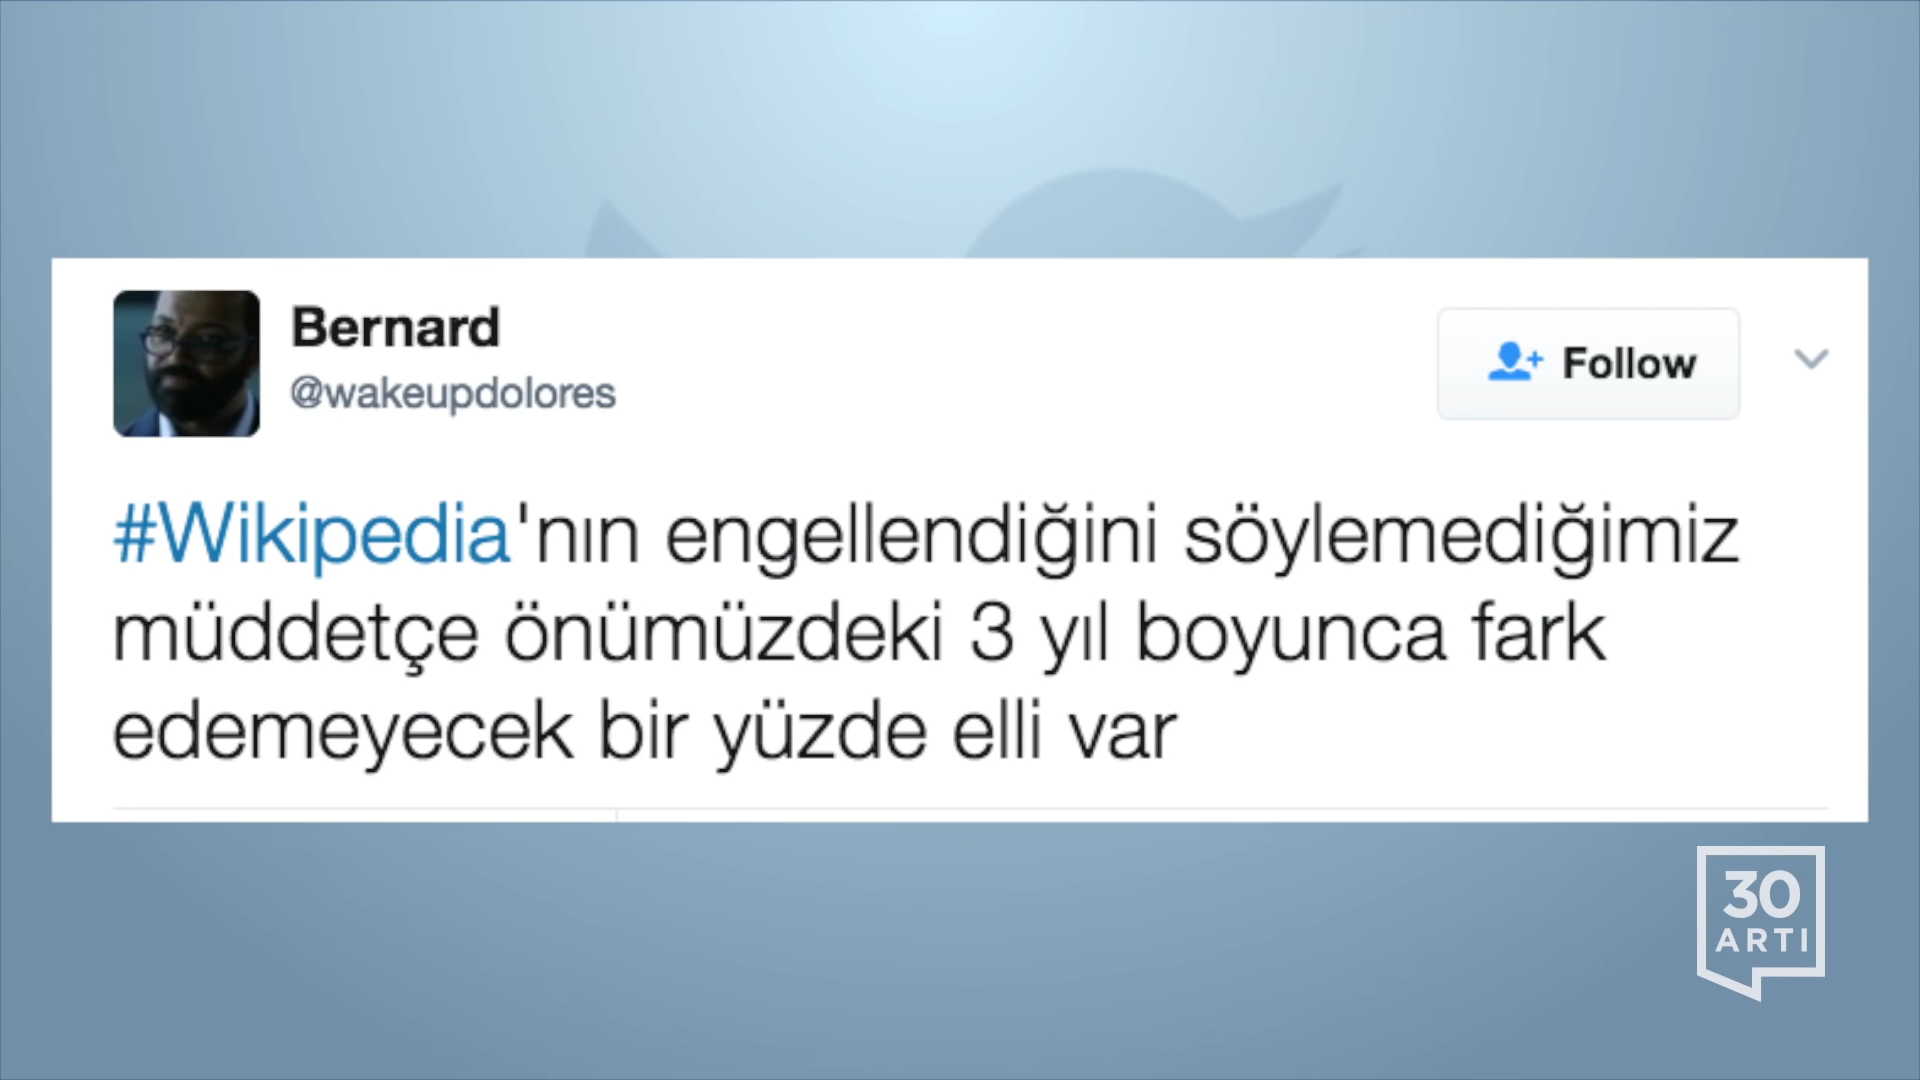 Bernard
@wakeupdolores
Follow
#Wikipedia'nın engellendiğini söylemediğimiz
müddetçe önümüzdeki 3 yıl boyunca fark
edemeyecek bir yüzde elli var
30
ARTI